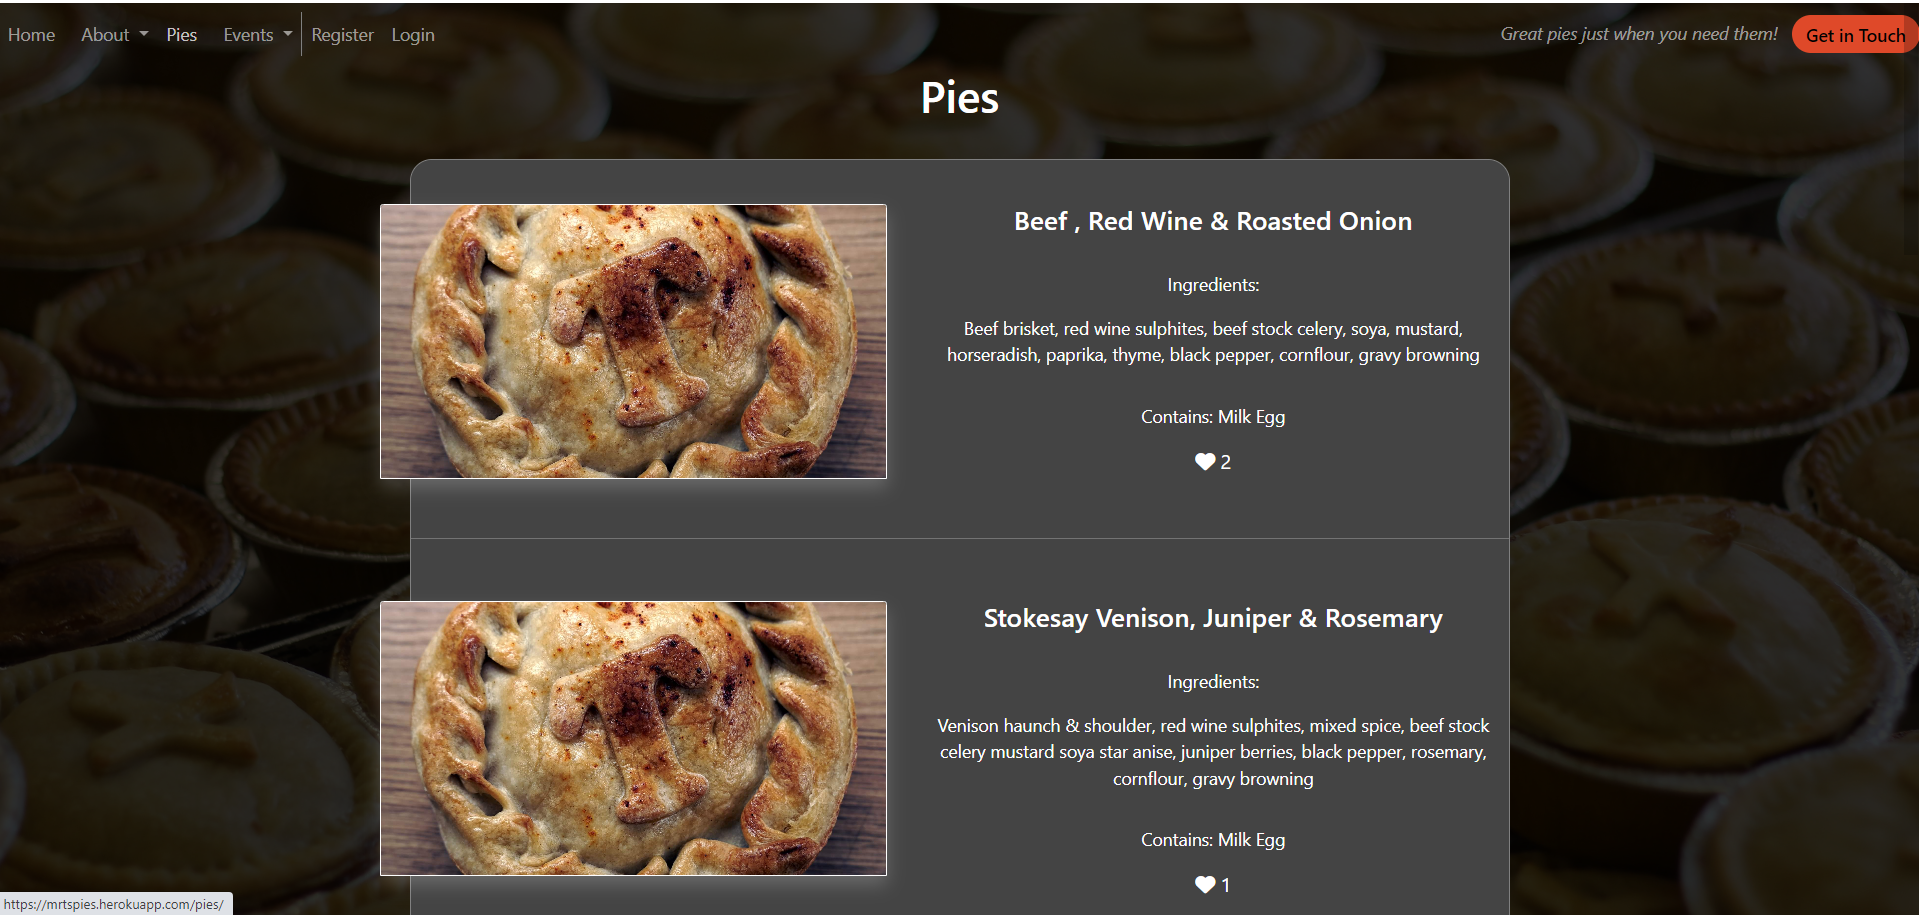 Home About Pies Events Register Login Great pies just when you need them! Get in Touch
Pies
Beef , Red Wine & Roasted Onion
Ingredients:
Beef brisket, red wine sulphites, beef stock celery, soya, mustard,
horseradish, paprika, thyme, black pepper, cornflour, gravy browning
Contains: Milk Egg
2
Stokesay Venison, Juniper & Rosemary
Ingredients:
Venison haunch & shoulder, red wine sulphites, mixed spice, beef stock
celery mustard soya star anise, juniper berries, black pepper, rosemary,
cornflour, gravy browning
Contains: Milk Egg
1
https://mrtspies.herokuapp.com/pies/